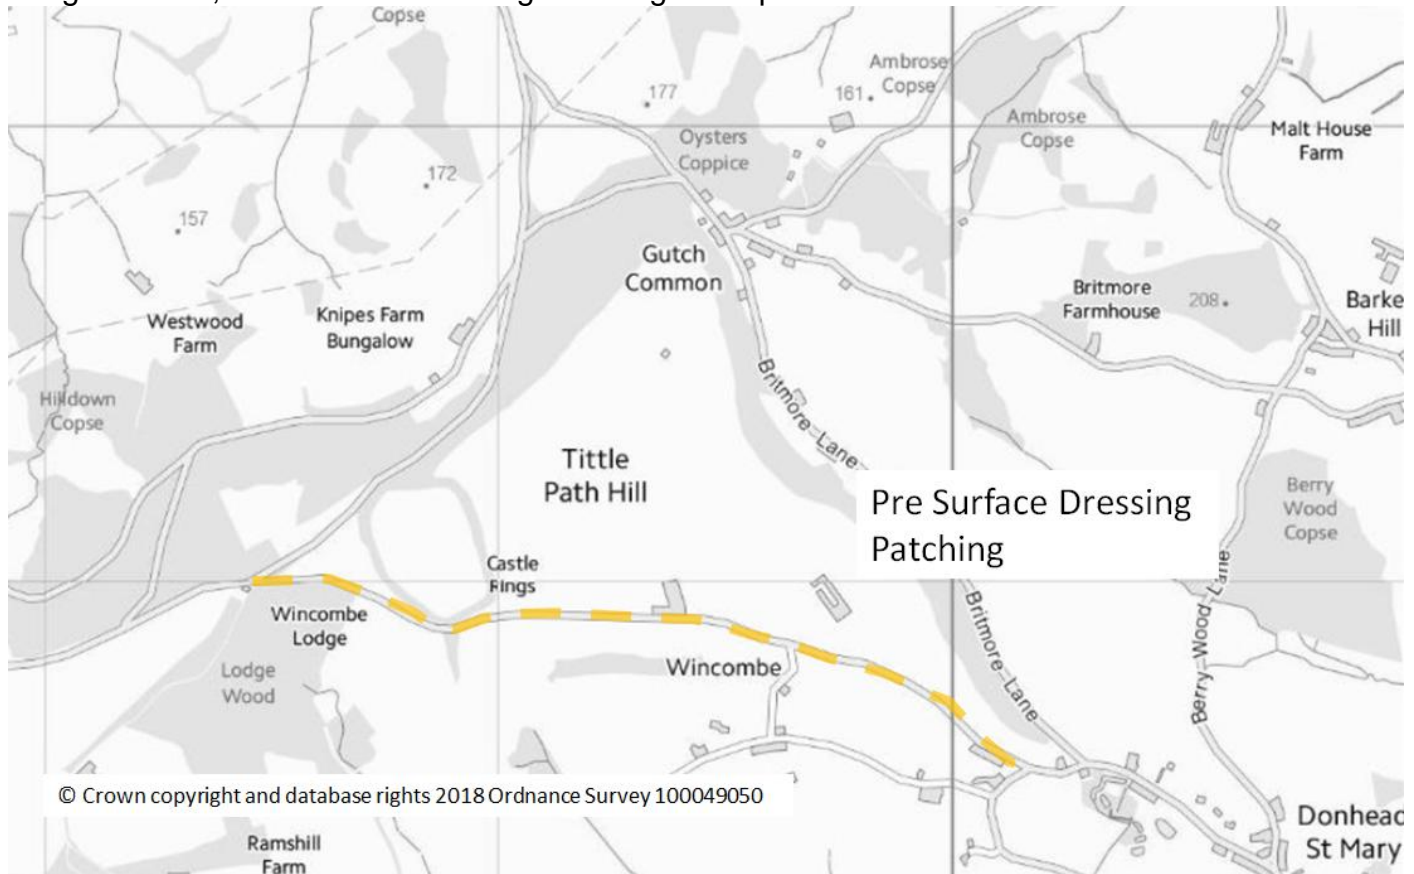 Copse
177
Ambrose
Copse
161
Oysters
Coppice
Ambrose
Copse
Malt House
Farm
172
157
Gutch
Common
Britmore
Farmhouse
208
Barke
Hill
Westwood
Farm
Knipes Farm
Bungalow
Britmore Lane
Hilldown
Copse
Tittle
Path Hill
Pre Surface Dressing
Patching
Berry
Wood
Copse
Castle
Rings
Wincombe
Lodge
Britmore Lane
Berry Wood Lane
Lodge
Wood
Wincombe
© Crown copyright and database rights 2018 Ordnance Survey 100049050
Donhead
St Mary
Ramshill
Farm